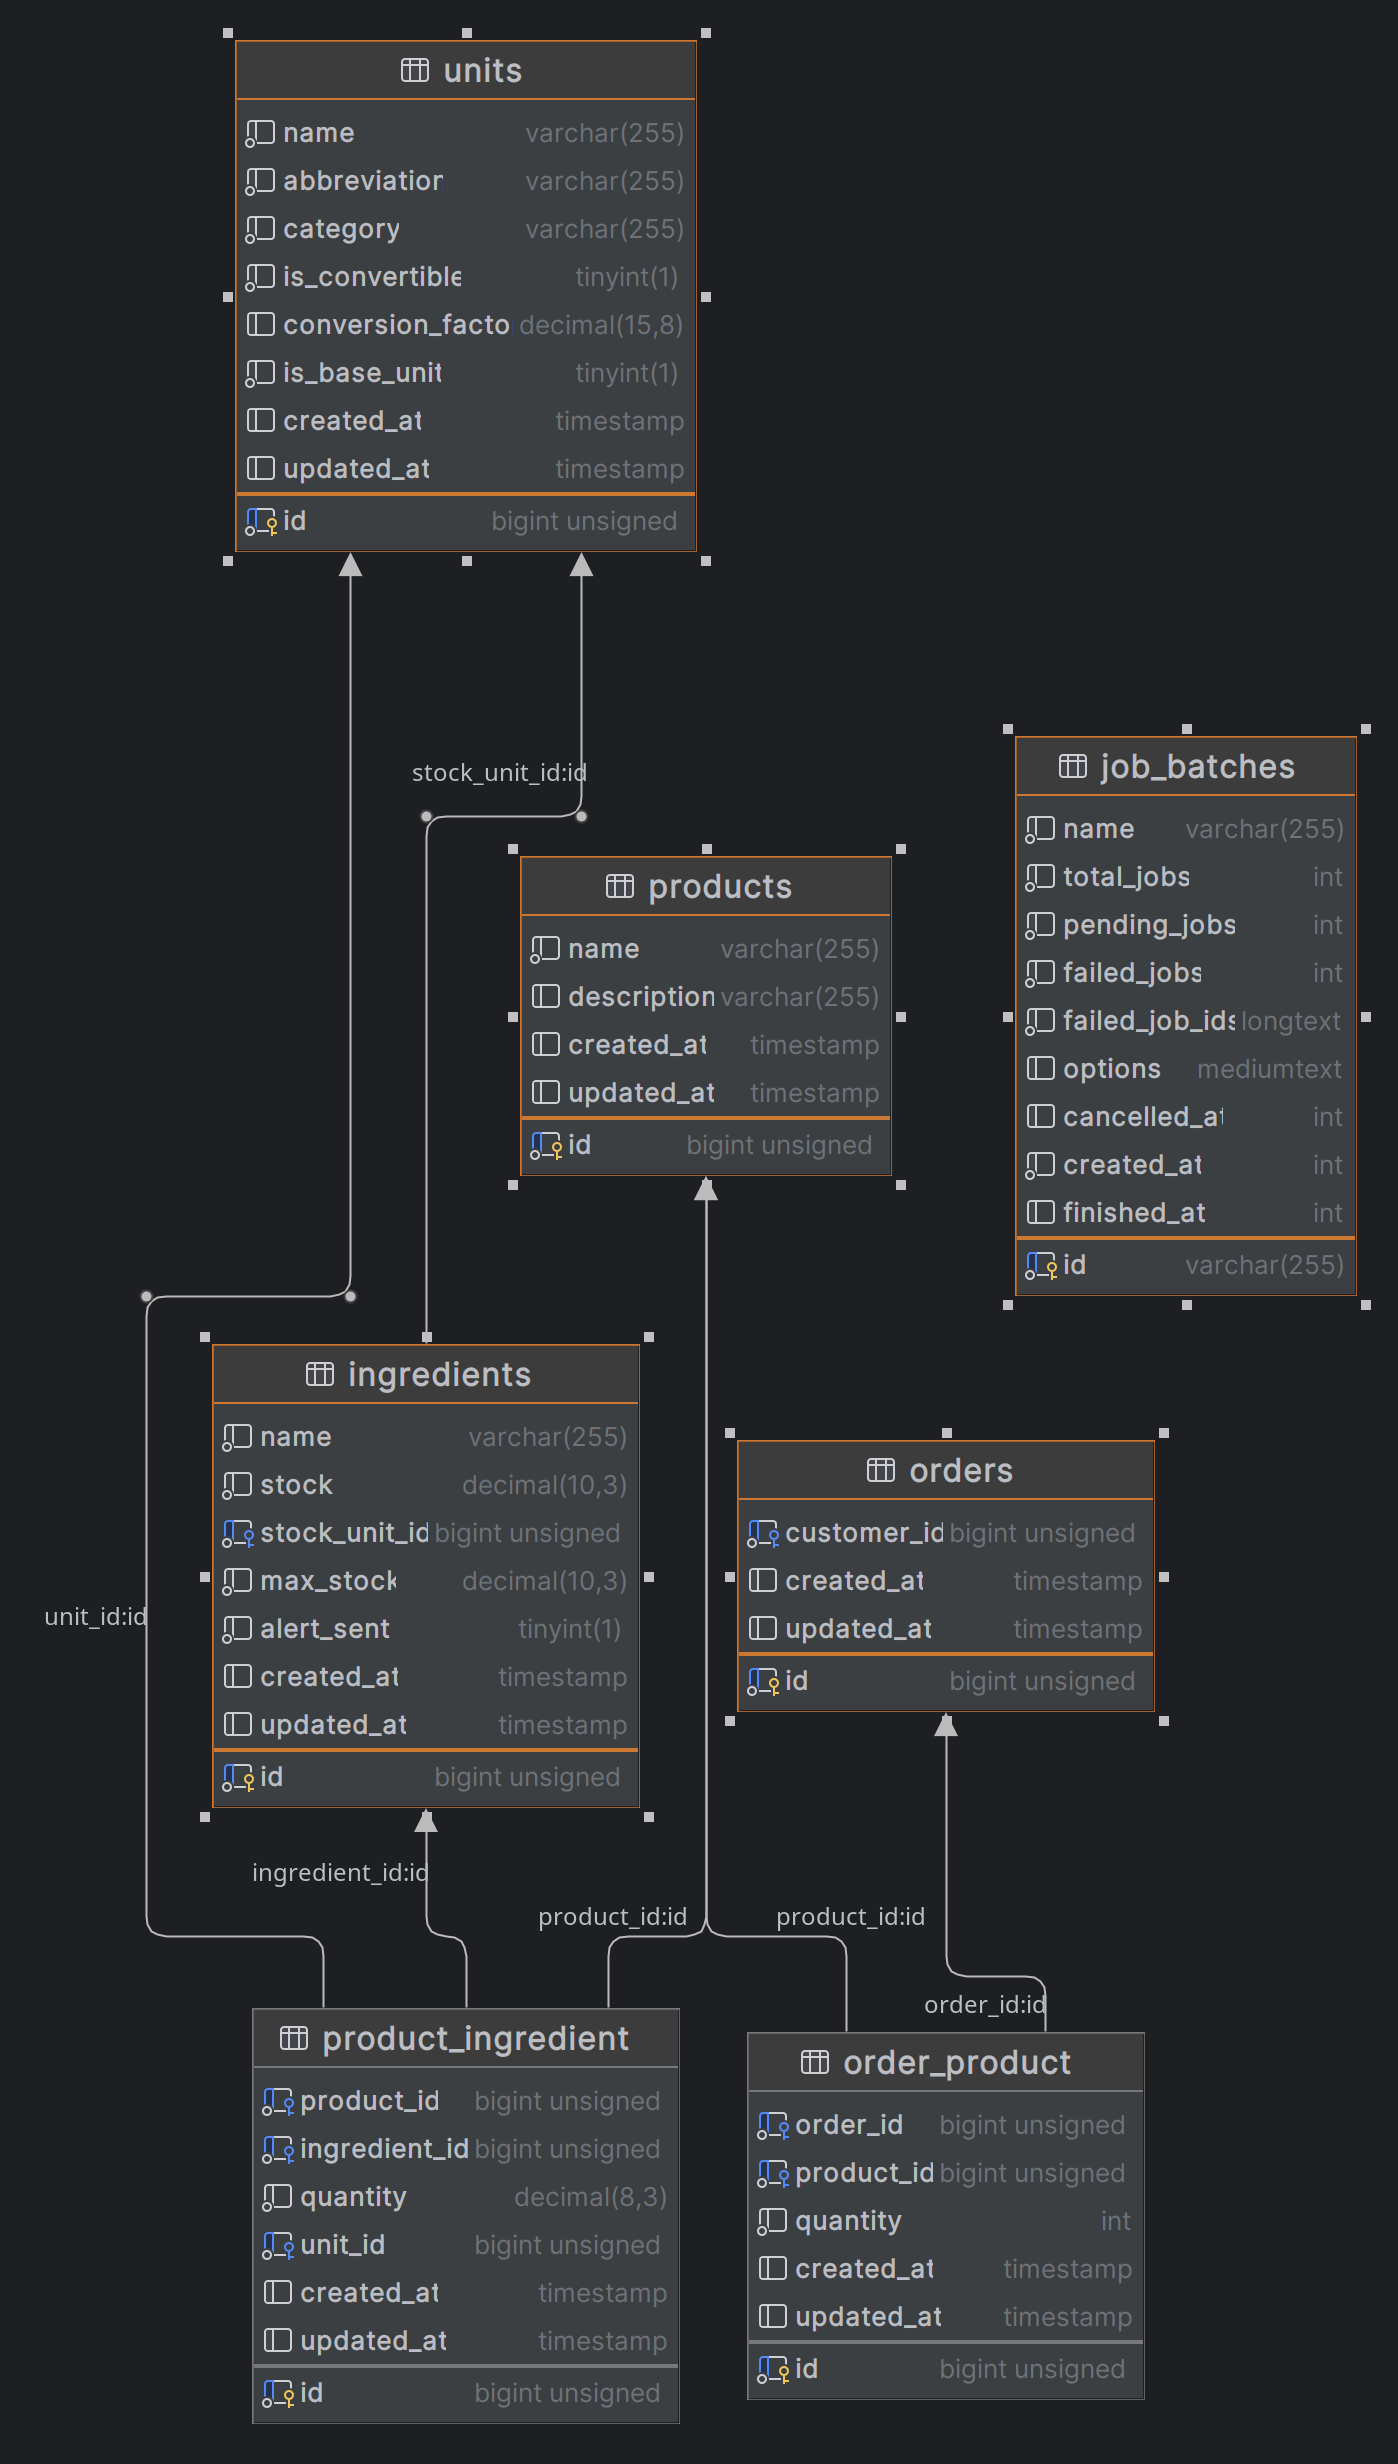 units
name varchar(255)
abbreviation varchar(255)
category varchar(255)
is_convertible tinyint(1)
conversion_facto decimal(15,8)
is_base_unit tinyint(1)
created_at timestamp
updated_at timestamp
id bigint unsigned
stock_unit_id:id
products
name varchar(255)
description varchar(255)
created_at timestamp
updated_at timestamp
id bigint unsigned
job_batches
name varchar(255)
total_jobs int
pending_jobs int
failed_jobs int
failed_job_ids longtext
options mediumtext
cancelled_at int
created_at int
finished_at int
id varchar(255)
ingredients
name varchar(255)
stock decimal(10,3)
stock_unit_id bigint unsigned
max_stock decimal(10,3)
alert_sent tinyint(1)
created_at timestamp
updated_at timestamp
id bigint unsigned
orders
customer_id bigint unsigned
created_at timestamp
updated_at timestamp
id bigint unsigned
unit_id:id
ingredient_id:id
product_id:id
product_id:id
order_id:id
product_ingredient
product_id bigint unsigned
ingredient_id bigint unsigned
quantity decimal(8,3)
unit_id bigint unsigned
created_at timestamp
updated_at timestamp
id bigint unsigned
order_product
order_id bigint unsigned
product_id bigint unsigned
quantity int
created_at timestamp
updated_at timestamp
id bigint unsigned